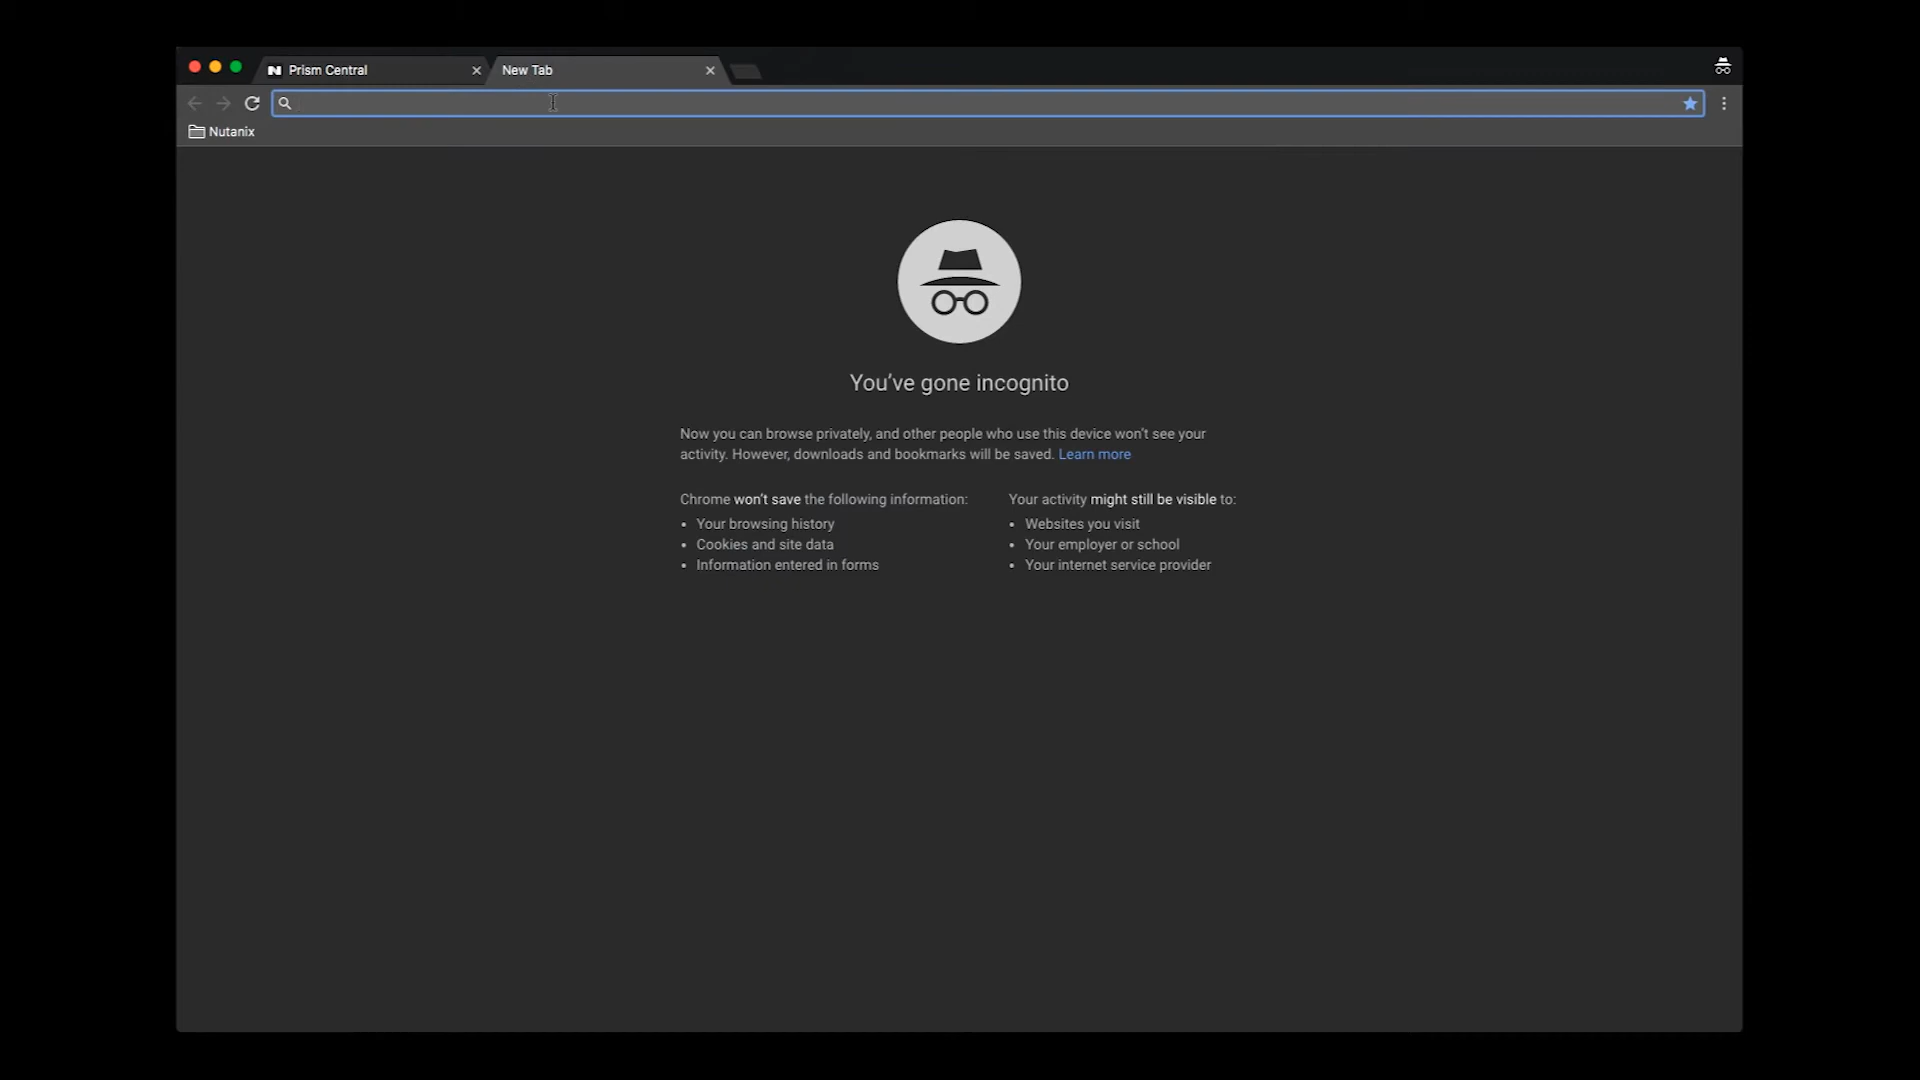 Prism Central
New Tab
Nutanix
You've gone incognito
Now you can browse privately, and other people who use this device won't see your
activity. However, downloads and bookmarks will be saved. Learn more
Chrome won't save the following information:
• Your browsing history
• Cookies and site data
• Information entered in forms
Your activity might still be visible to:
• Websites you visit
• Your employer or school
• Your internet service provider